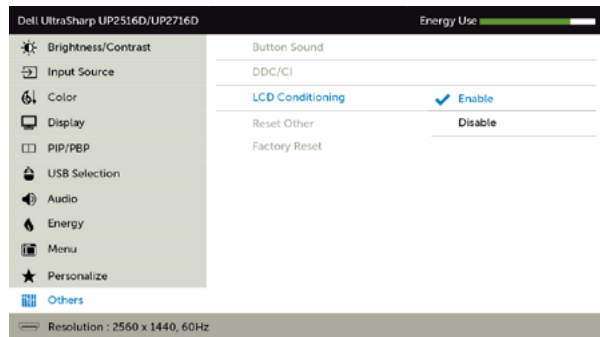 Dell UltraSharp UP2516D/UP2716D Energy Use
Brightness/Contrast Button Sound
Input Source DDC/CI
Color LCD Conditioning Enable
Display Reset Other Disable
PIP/PBP Factory Reset
USB Selection
Audio
Energy
Menu
Personalize
Others
Resolution : 2560 x 1440, 60Hz